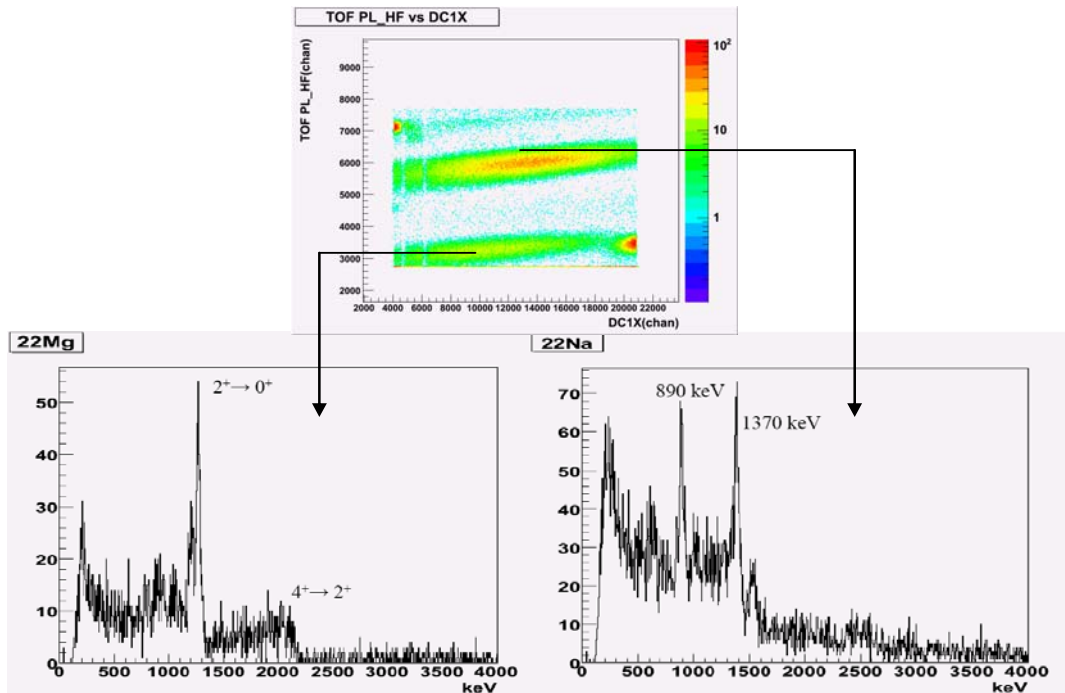 TOF PL_HF vs DC1X
TOF PL_HF(chan)
9000
8000
7000
6000
5000
4000
3000
2000
2000 4000 6000 8000 10000 12000 14000 16000 18000 20000 22000
DC1X(chan)
10²
10
1
22Mg
50
40
30
20
10
0
0 500 1000 1500 2000 2500 3000 3500 4000
keV
2⁺→ 0⁺
4⁺→ 2⁺
22Na
70
60
50
40
30
20
10
0
0 500 1000 1500 2000 2500 3000 3500 4000
keV
890 keV
1370 keV